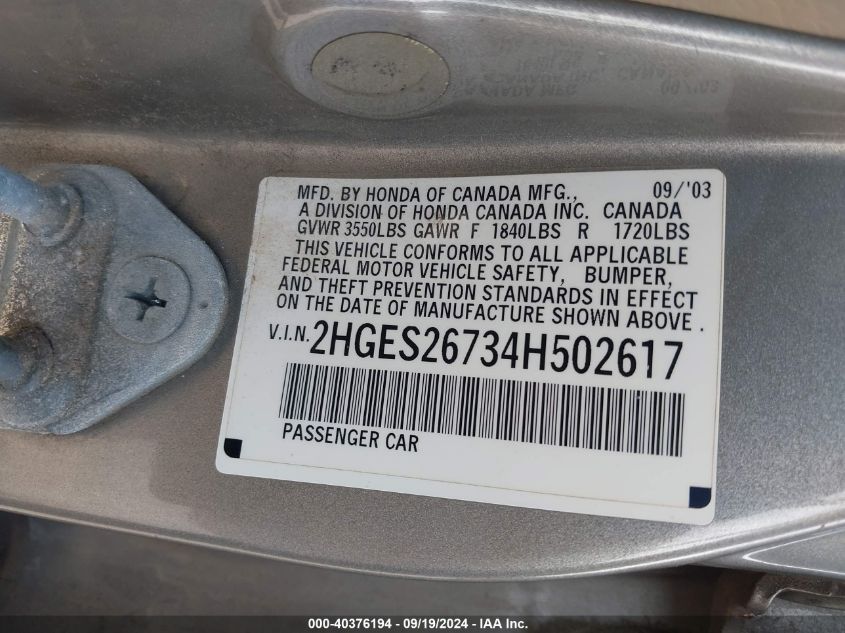 MFD. BY HONDA OF CANADA MFG., 09/'03
A DIVISION OF HONDA CANADA INC. CANADA
GVWR 3550LBS GAWR F 1840LBS R 1720LBS
THIS VEHICLE CONFORMS TO ALL APPLICABLE
FEDERAL MOTOR VEHICLE SAFETY, BUMPER,
AND THEFT PREVENTION STANDARDS IN EFFECT
ON THE DATE OF MANUFACTURE SHOWN ABOVE.
V.I.N. 2HGES26734H502617
PASSENGER CAR
000-40376194 - 09/19/2024 - IAAI.COM